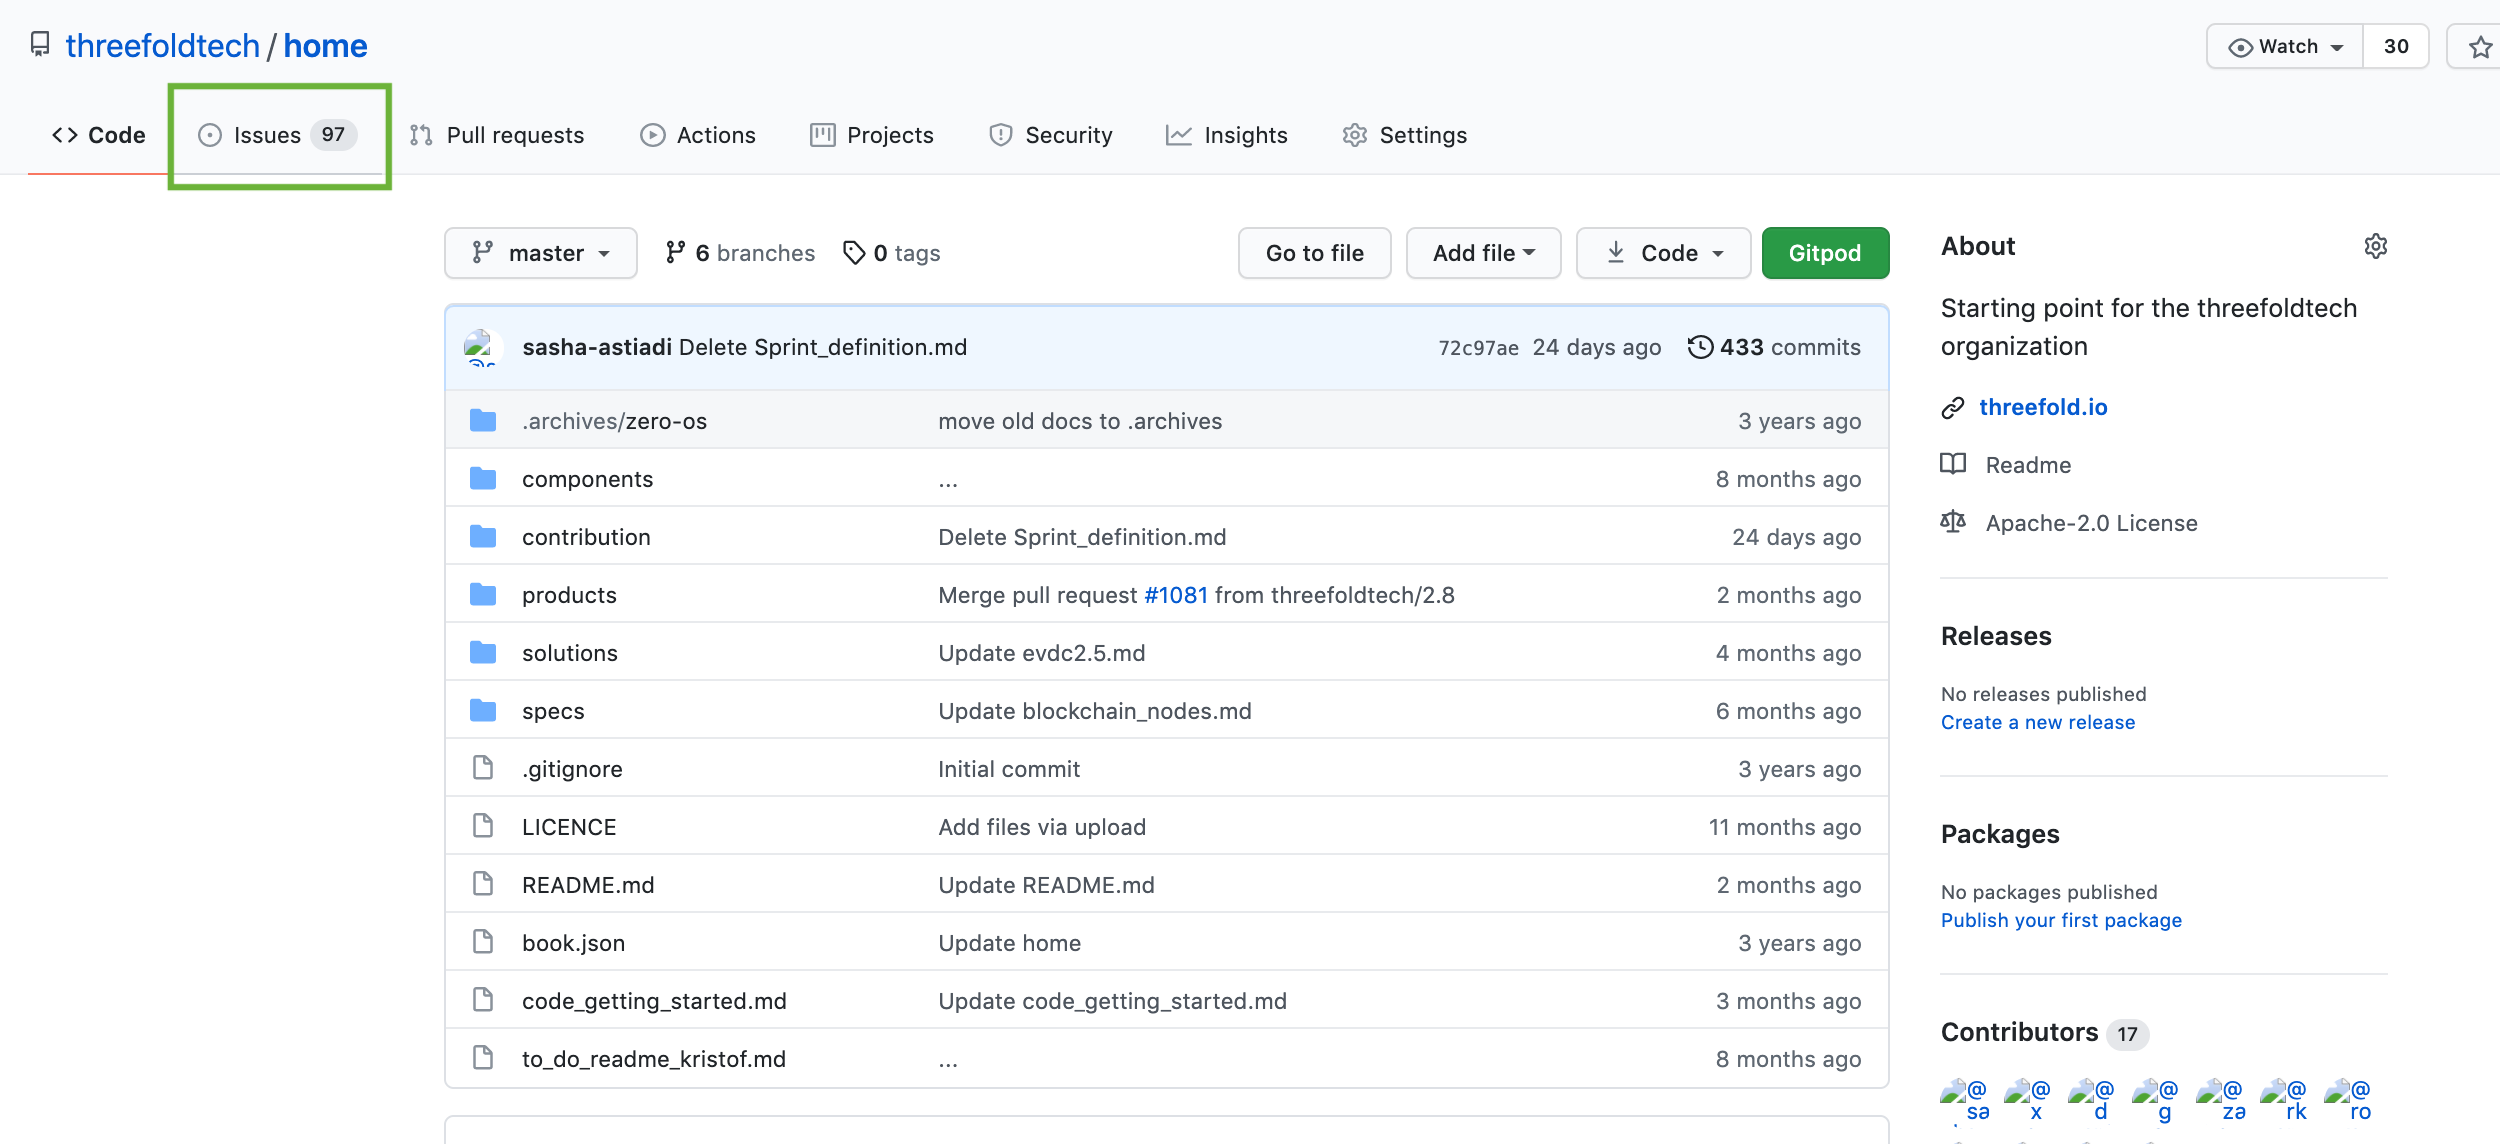 threefoldtech / home
Watch 30
Code Issues 97 Pull requests Actions Projects Security Insights Settings
master 6 branches 0 tags Go to file Add file Code Gitpod
sasha-astiadi Delete Sprint_definition.md 72c97ae 24 days ago 433 commits
.archives/zero-os move old docs to .archives 3 years ago
components ... 8 months ago
contribution Delete Sprint_definition.md 24 days ago
products Merge pull request #1081 from threefoldtech/2.8 2 months ago
solutions Update evdc2.5.md 4 months ago
specs Update blockchain_nodes.md 6 months ago
.gitignore Initial commit 3 years ago
LICENCE Add files via upload 11 months ago
README.md Update README.md 2 months ago
book.json Update home 3 years ago
code_getting_started.md Update code_getting_started.md 3 months ago
to_do_readme_kristof.md ... 8 months ago
About
Starting point for the threefoldtech
organization
threefold.io
Readme
Apache-2.0 License
Releases
No releases published
Create a new release
Packages
No packages published
Publish your first package
Contributors 17
@ @ @ @ @ @ @
sa x d g za rk ro